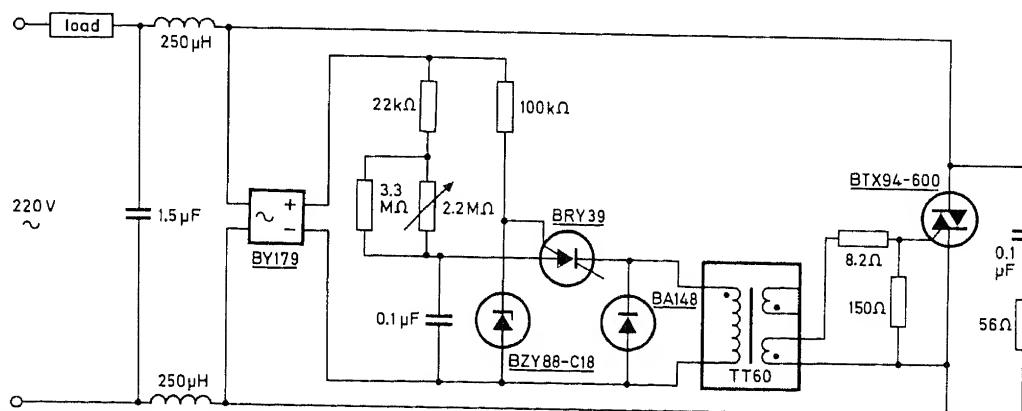 load
250μH
22kΩ
100kΩ
3.3
MΩ
2.2MΩ
BTX94-600
220V
~
1.5μF
~
+
−
BY179
BRY39
8.2Ω
0.1
μF
BA148
150Ω
0.1μF
56Ω
BZY88-C18
TT60
250μH